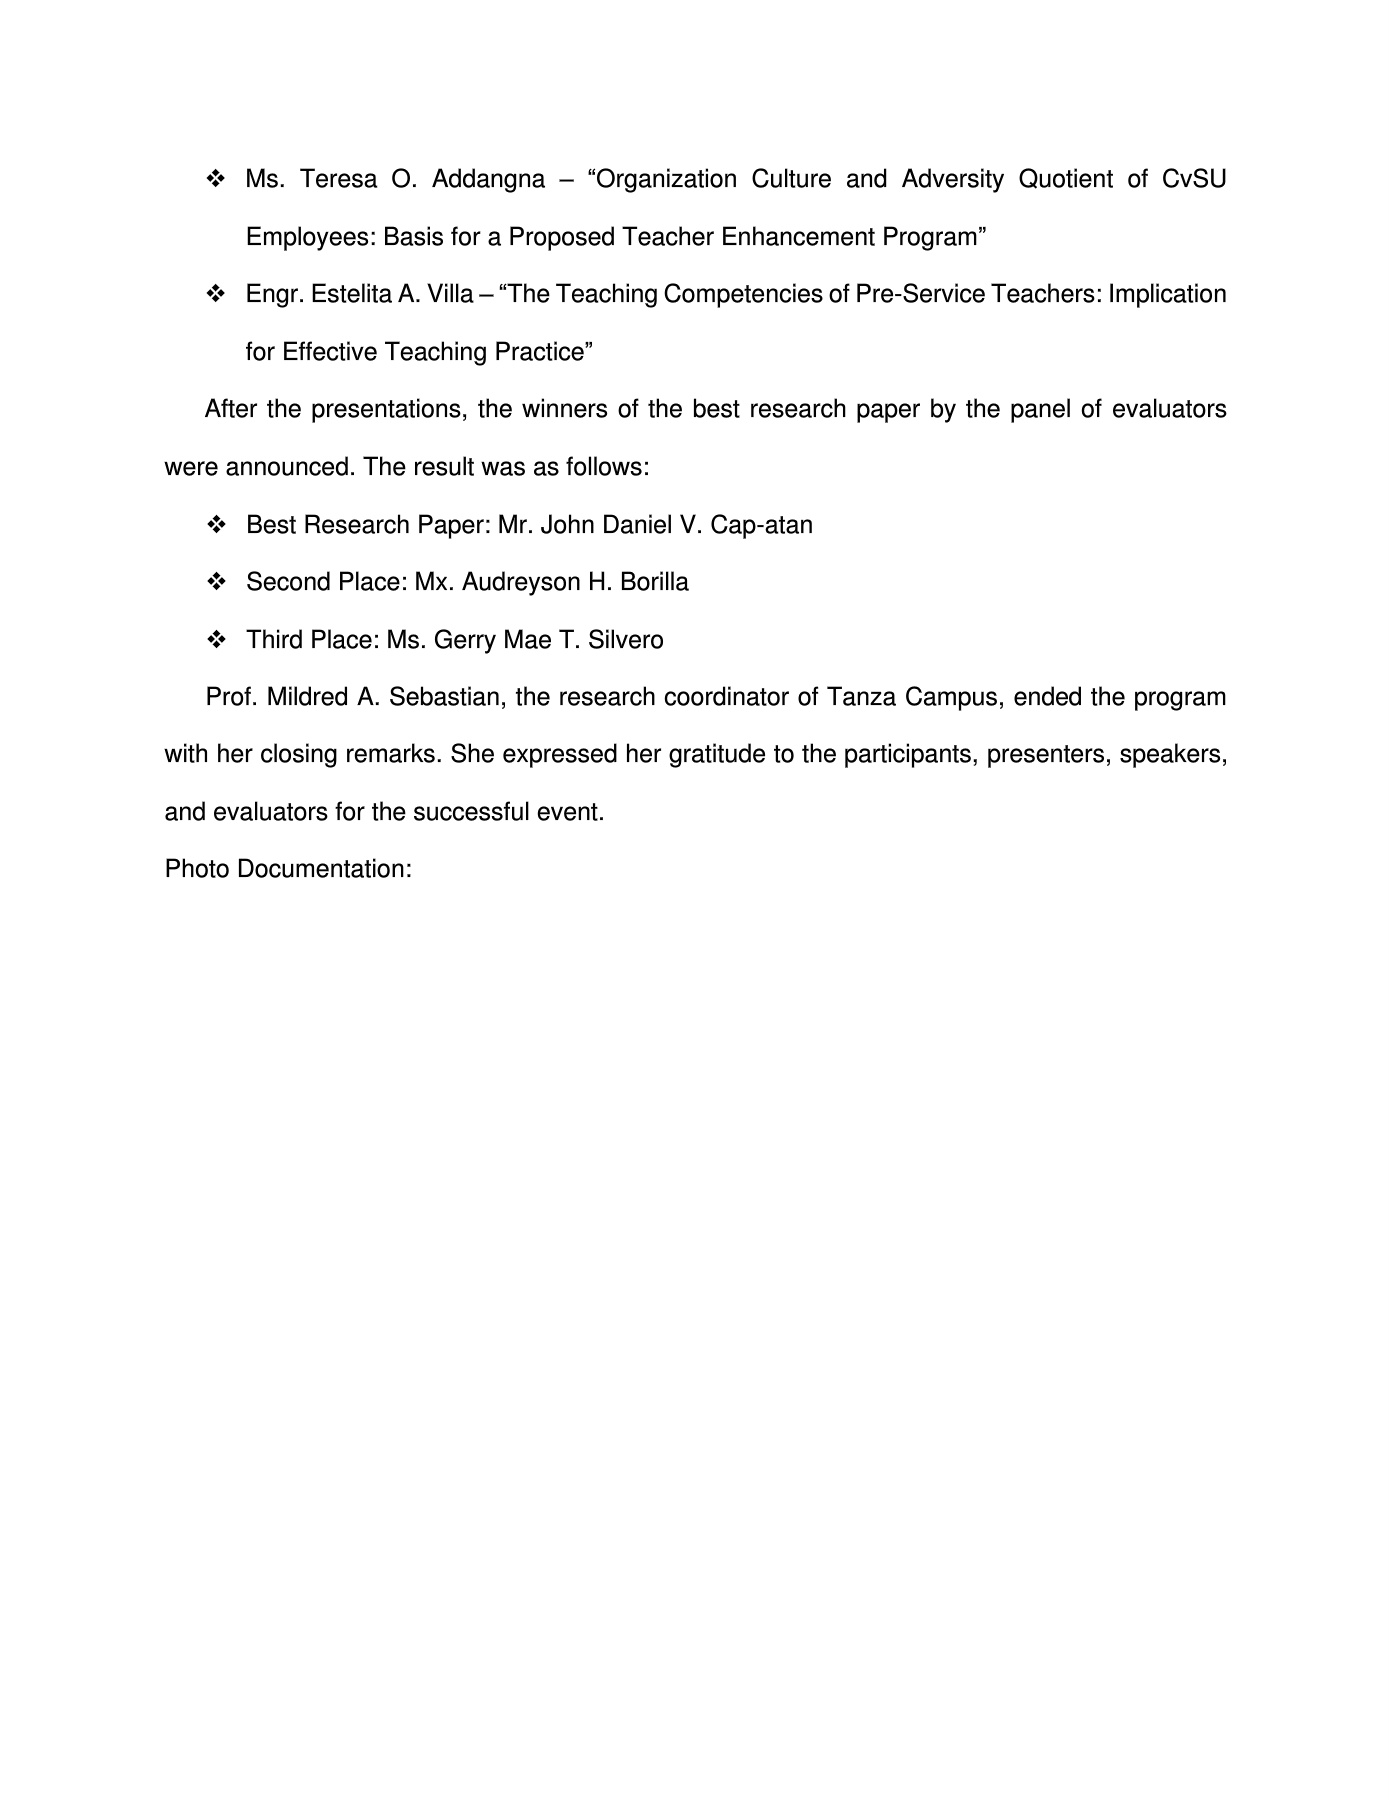 ❖ Ms. Teresa O. Addangna – “Organization Culture and Adversity Quotient of CvSU
Employees: Basis for a Proposed Teacher Enhancement Program”
❖ Engr. Estelita A. Villa – “The Teaching Competencies of Pre-Service Teachers: Implication
for Effective Teaching Practice”
After the presentations, the winners of the best research paper by the panel of evaluators
were announced. The result was as follows:
❖ Best Research Paper: Mr. John Daniel V. Cap-atan
❖ Second Place: Mx. Audreyson H. Borilla
❖ Third Place: Ms. Gerry Mae T. Silvero
Prof. Mildred A. Sebastian, the research coordinator of Tanza Campus, ended the program
with her closing remarks. She expressed her gratitude to the participants, presenters, speakers,
and evaluators for the successful event.
Photo Documentation: